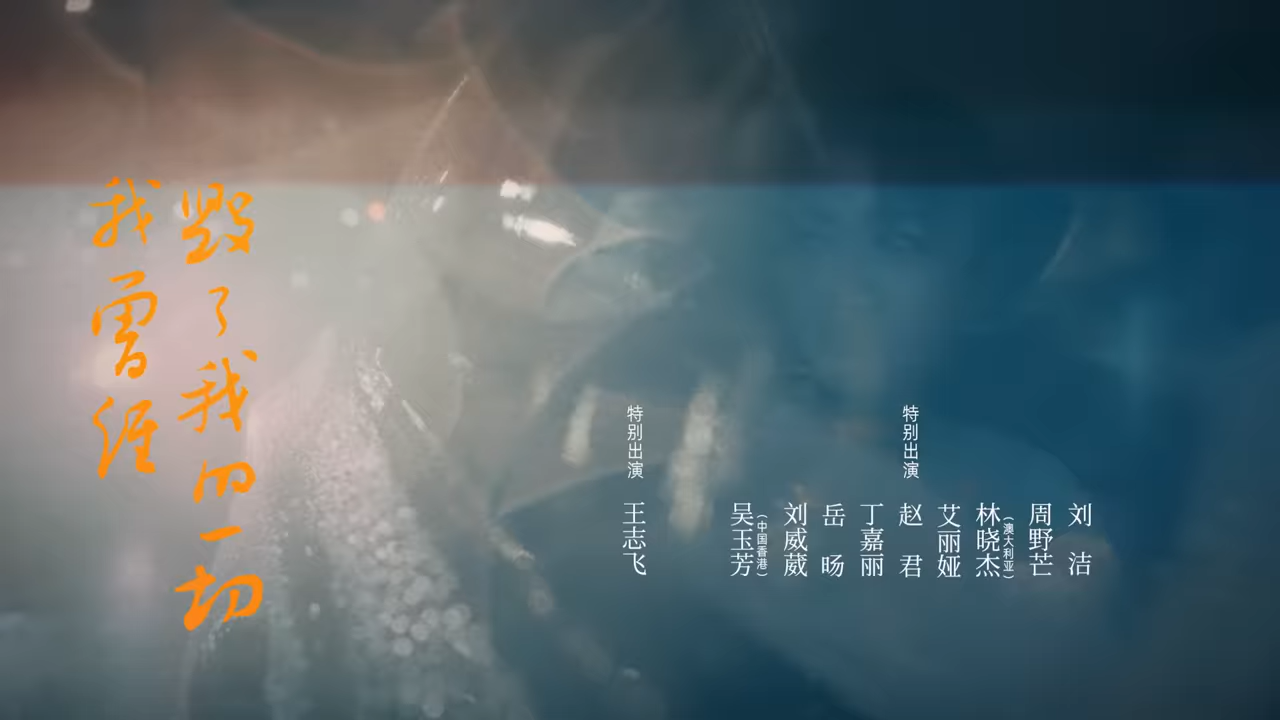 我曾经
毁了我的一切
特别出演
王志飞
吴玉芳
(中国香港)
刘威葳
岳旸
丁嘉丽
特别出演
赵君
艾丽娅
林晓杰
(澳大利亚)
周野芒
刘洁